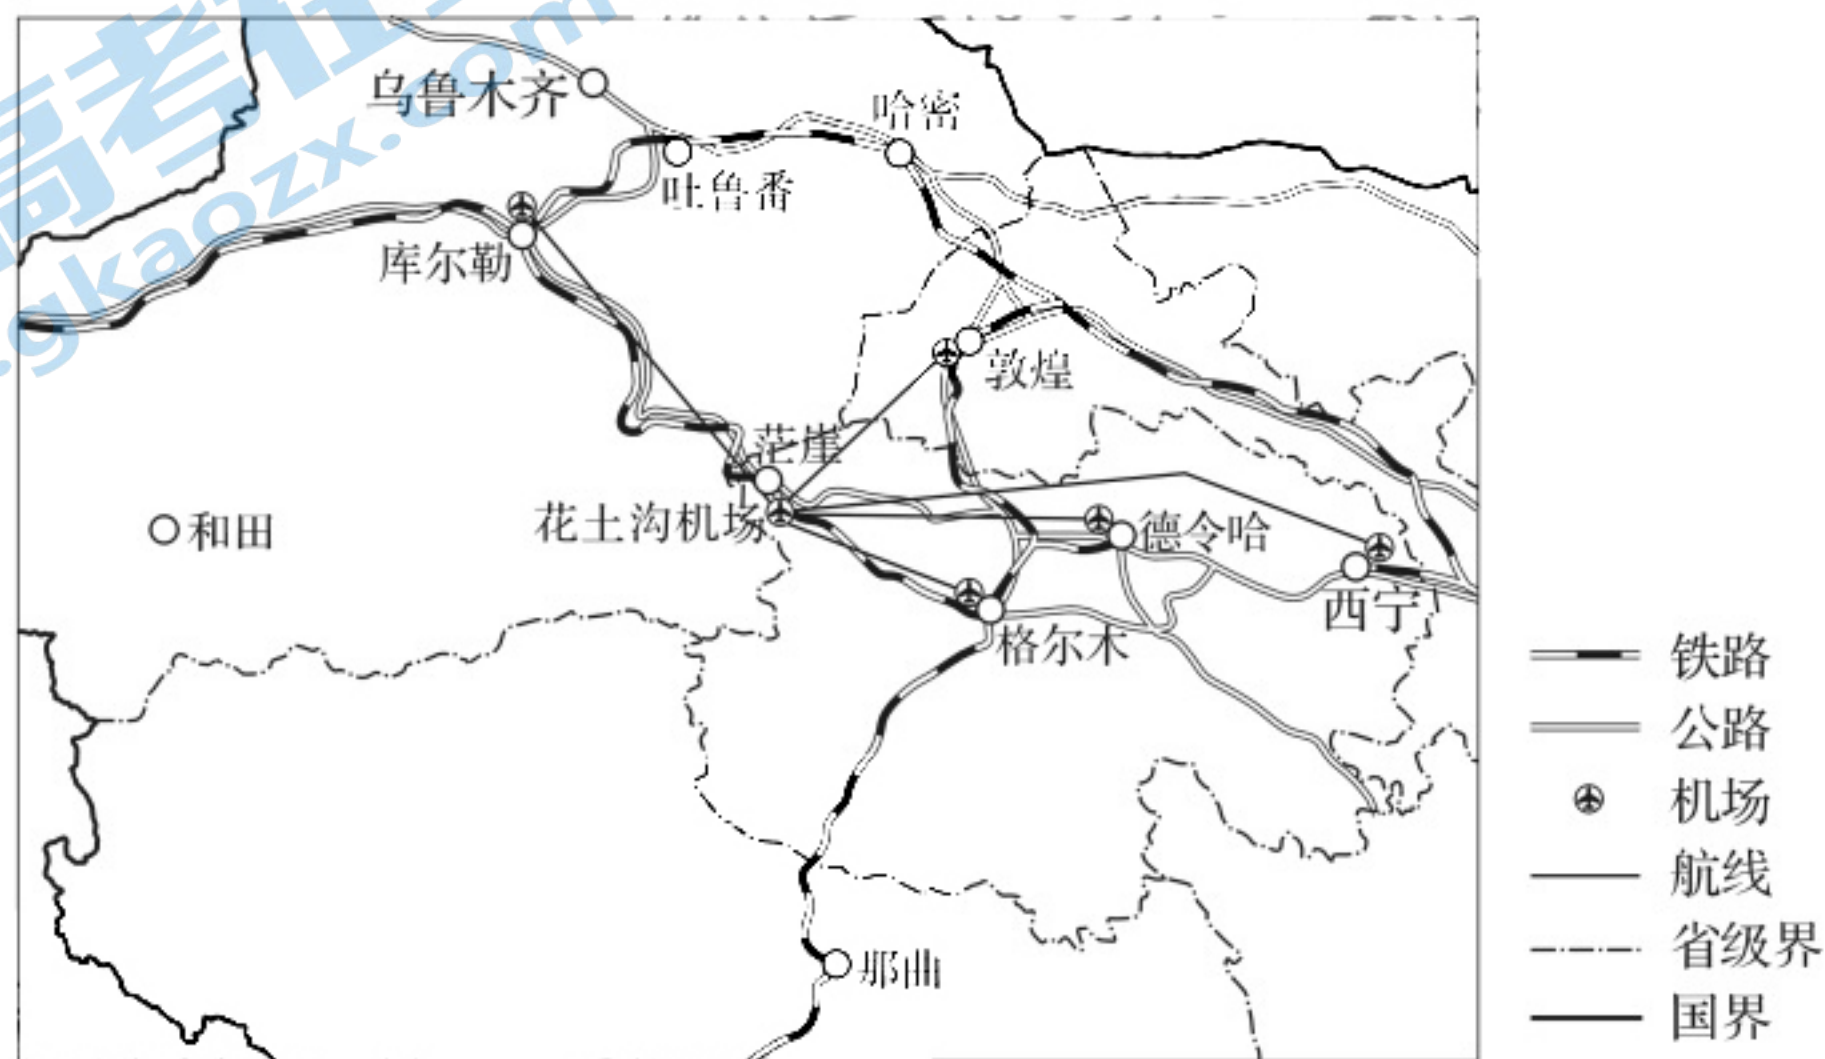 乌鲁木齐
哈密
吐鲁番
库尔勒
敦煌
茫崖
花土沟机场
和田
德令哈
西宁
格尔木
那曲
铁路
公路
机场
航线
省级界
国界
gkaozx.com